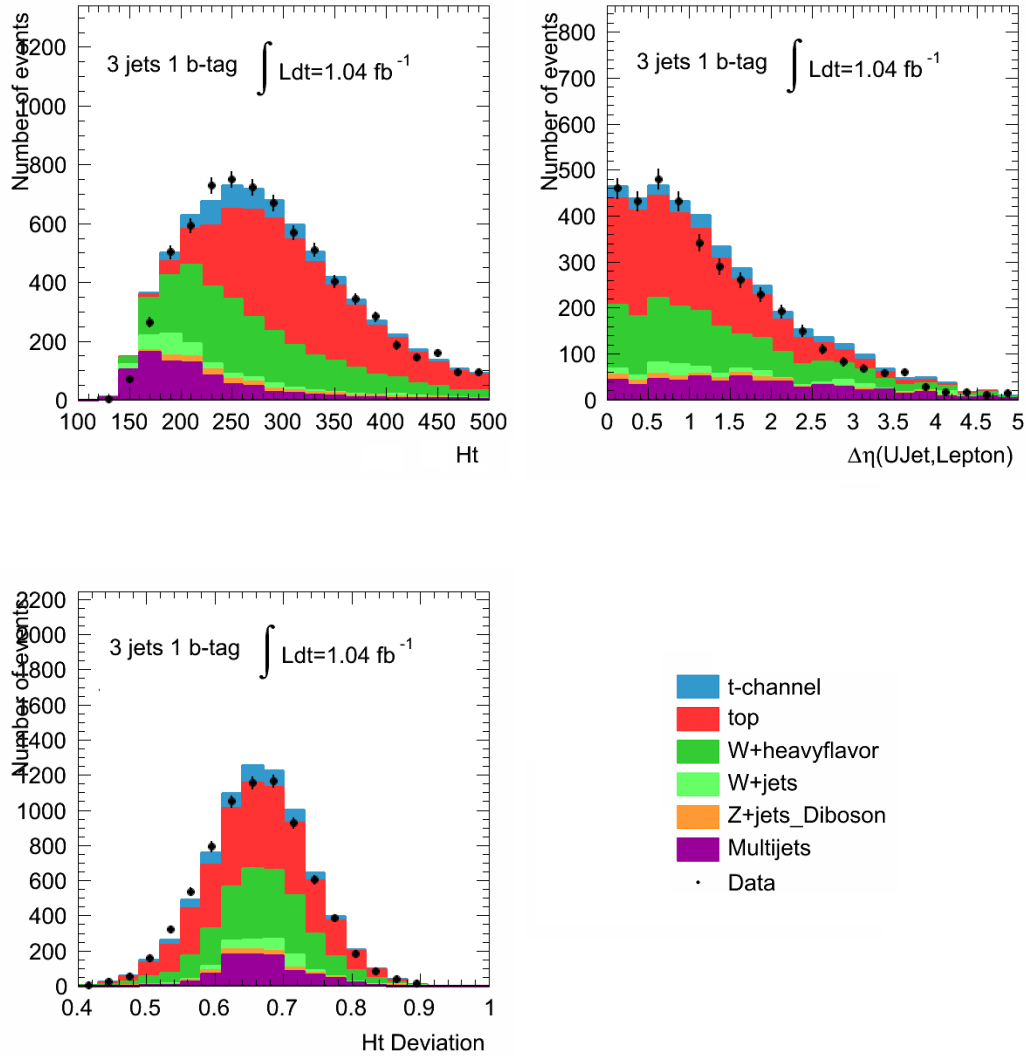 Number of events
3 jets 1 b-tag ∫ Ldt=1.04 fb -1
1200
1000
800
600
400
200
0
100 150 200 250 300 350 400 450 500
Ht
Number of events
3 jets 1 b-tag ∫ Ldt=1.04 fb -1
800
700
600
500
400
300
200
100
0
0 0.5 1 1.5 2 2.5 3 3.5 4 4.5 5
Δη(UJet,Lepton)
Number of events
3 jets 1 b-tag ∫ Ldt=1.04 fb -1
2200
2000
1800
1600
1400
1200
1000
800
600
400
200
0
0.4 0.5 0.6 0.7 0.8 0.9 1
Ht Deviation
t-channel
top
W+heavyflavor
W+jets
Z+jets_Diboson
Multijets
Data